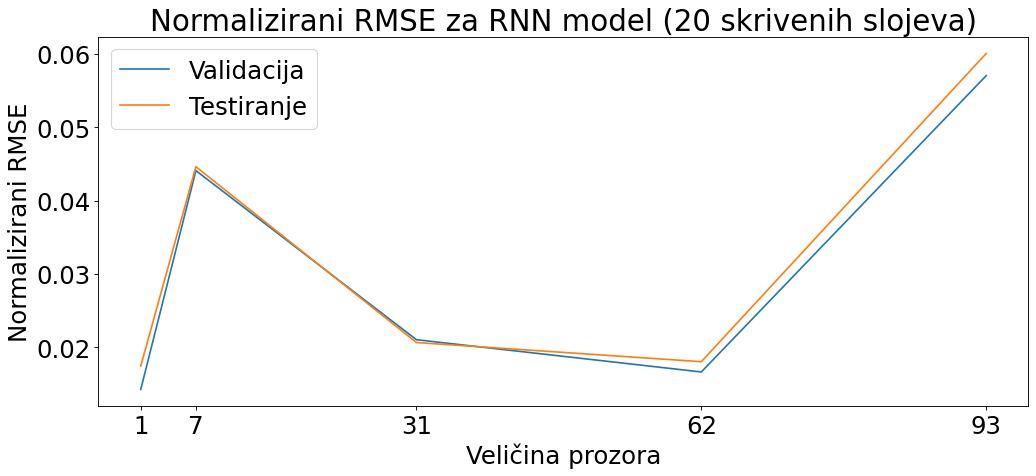 Normalizirani RMSE za RNN model (20 skrivenih slojeva)
Validacija
Testiranje
Normalizirani RMSE
0.06
0.05
0.04
0.03
0.02
1 7 31 62 93
Veličina prozora